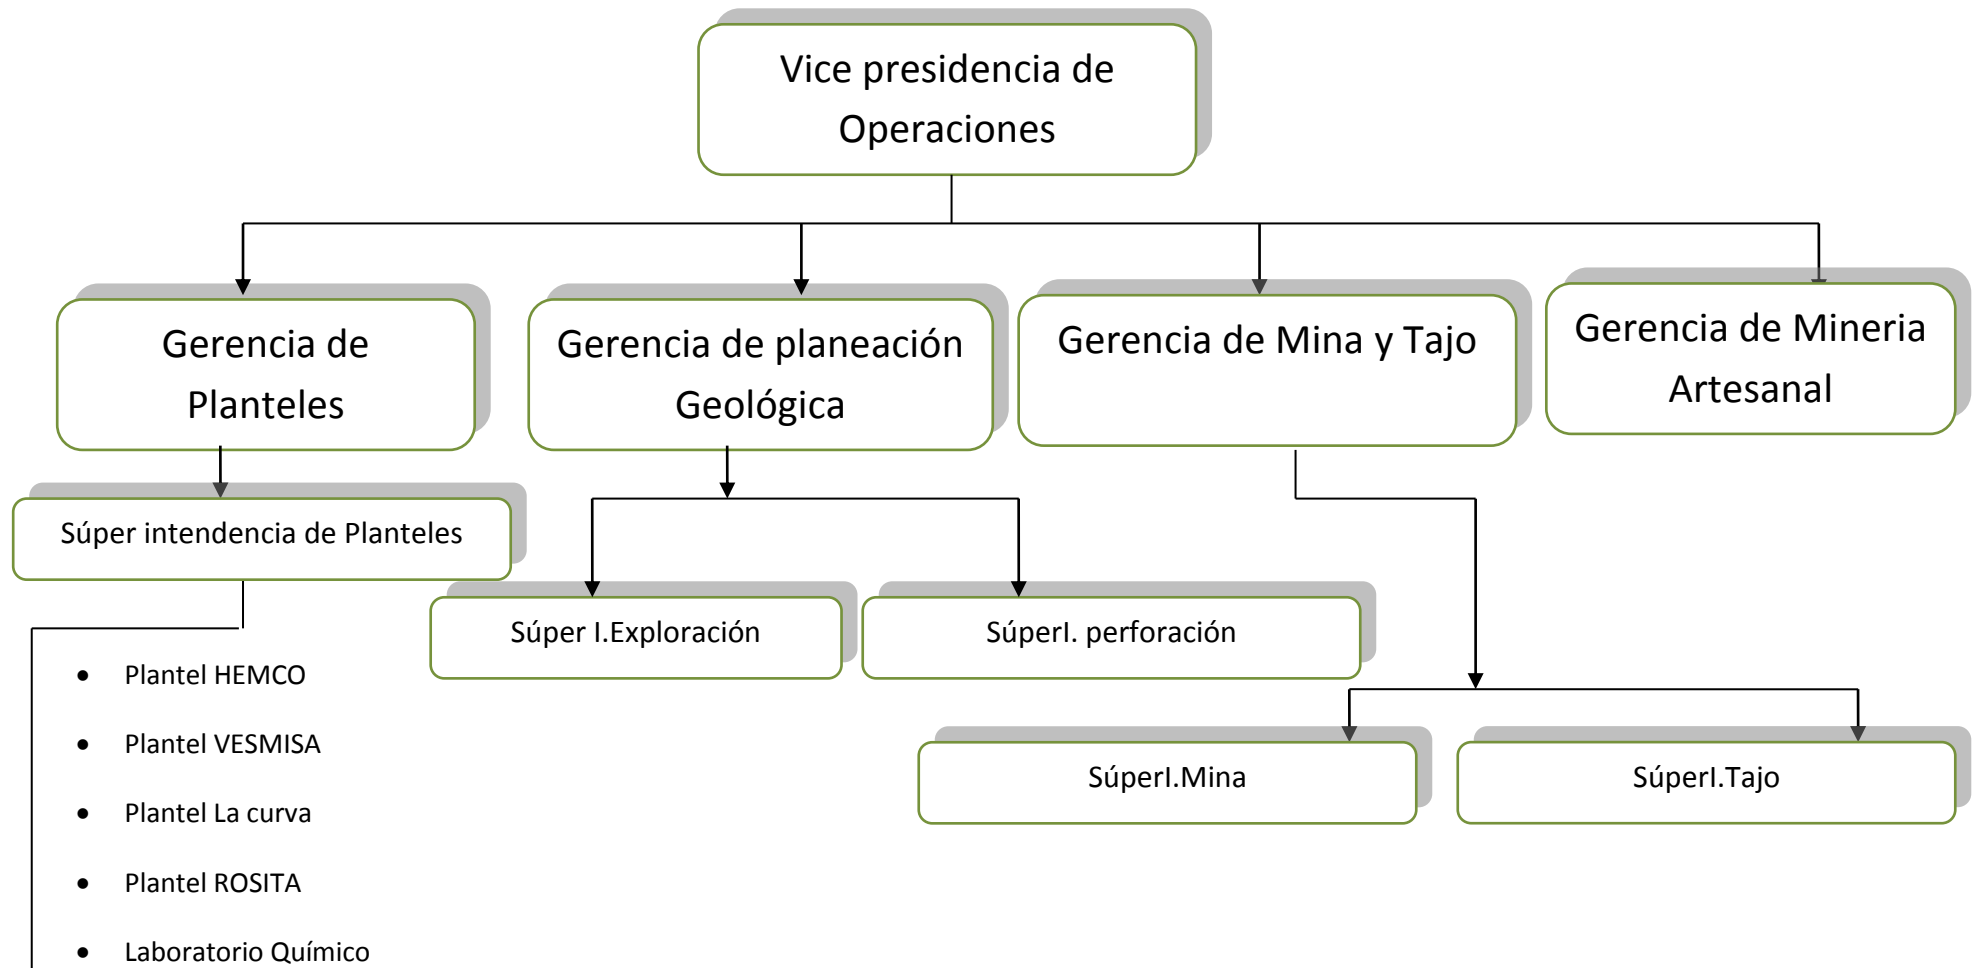 Vice presidencia de
Operaciones
Gerencia de
Planteles
Gerencia de planeación
Geológica
Gerencia de Mina y Tajo
Gerencia de Mineria
Artesanal
Súper intendencia de Planteles
Súper I.Exploración
SúperI. perforación
• Plantel HEMCO
• Plantel VESMISA
• Plantel La curva
• Plantel ROSITA
• Laboratorio Químico
SúperI.Mina
SúperI.Tajo